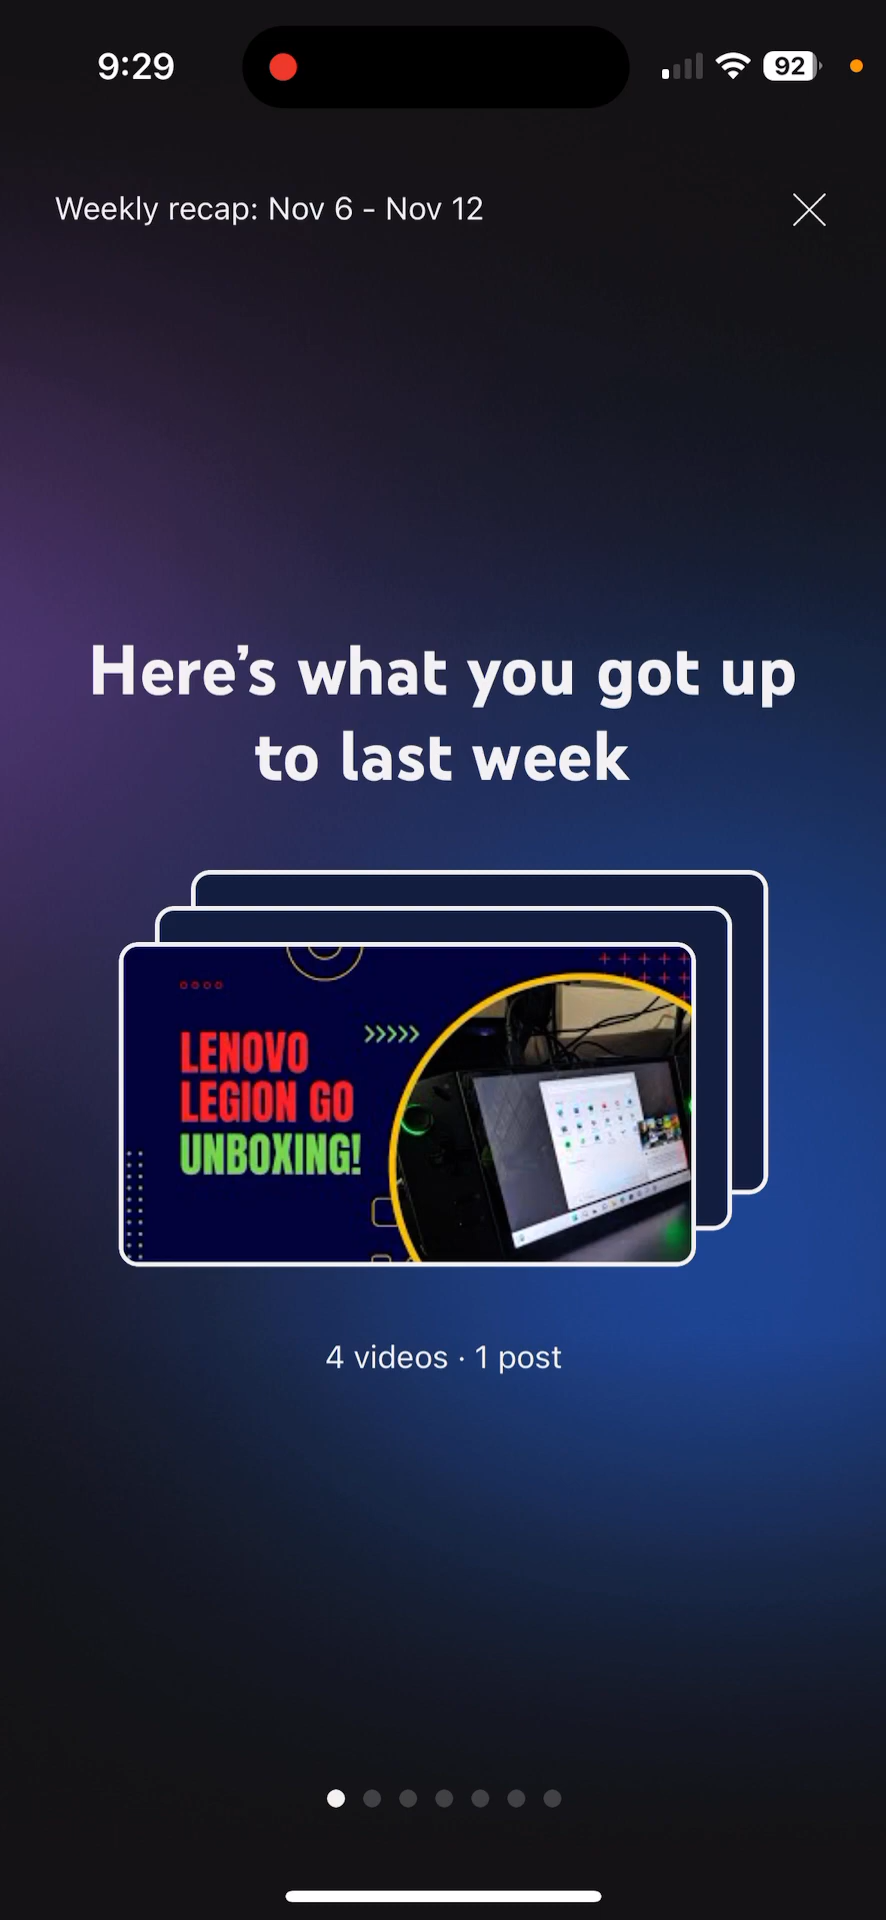 9:29
92
Weekly recap: Nov 6 - Nov 12
Here’s what you got up
to last week
LENOVO
LEGION GO
UNBOXING!
4 videos · 1 post